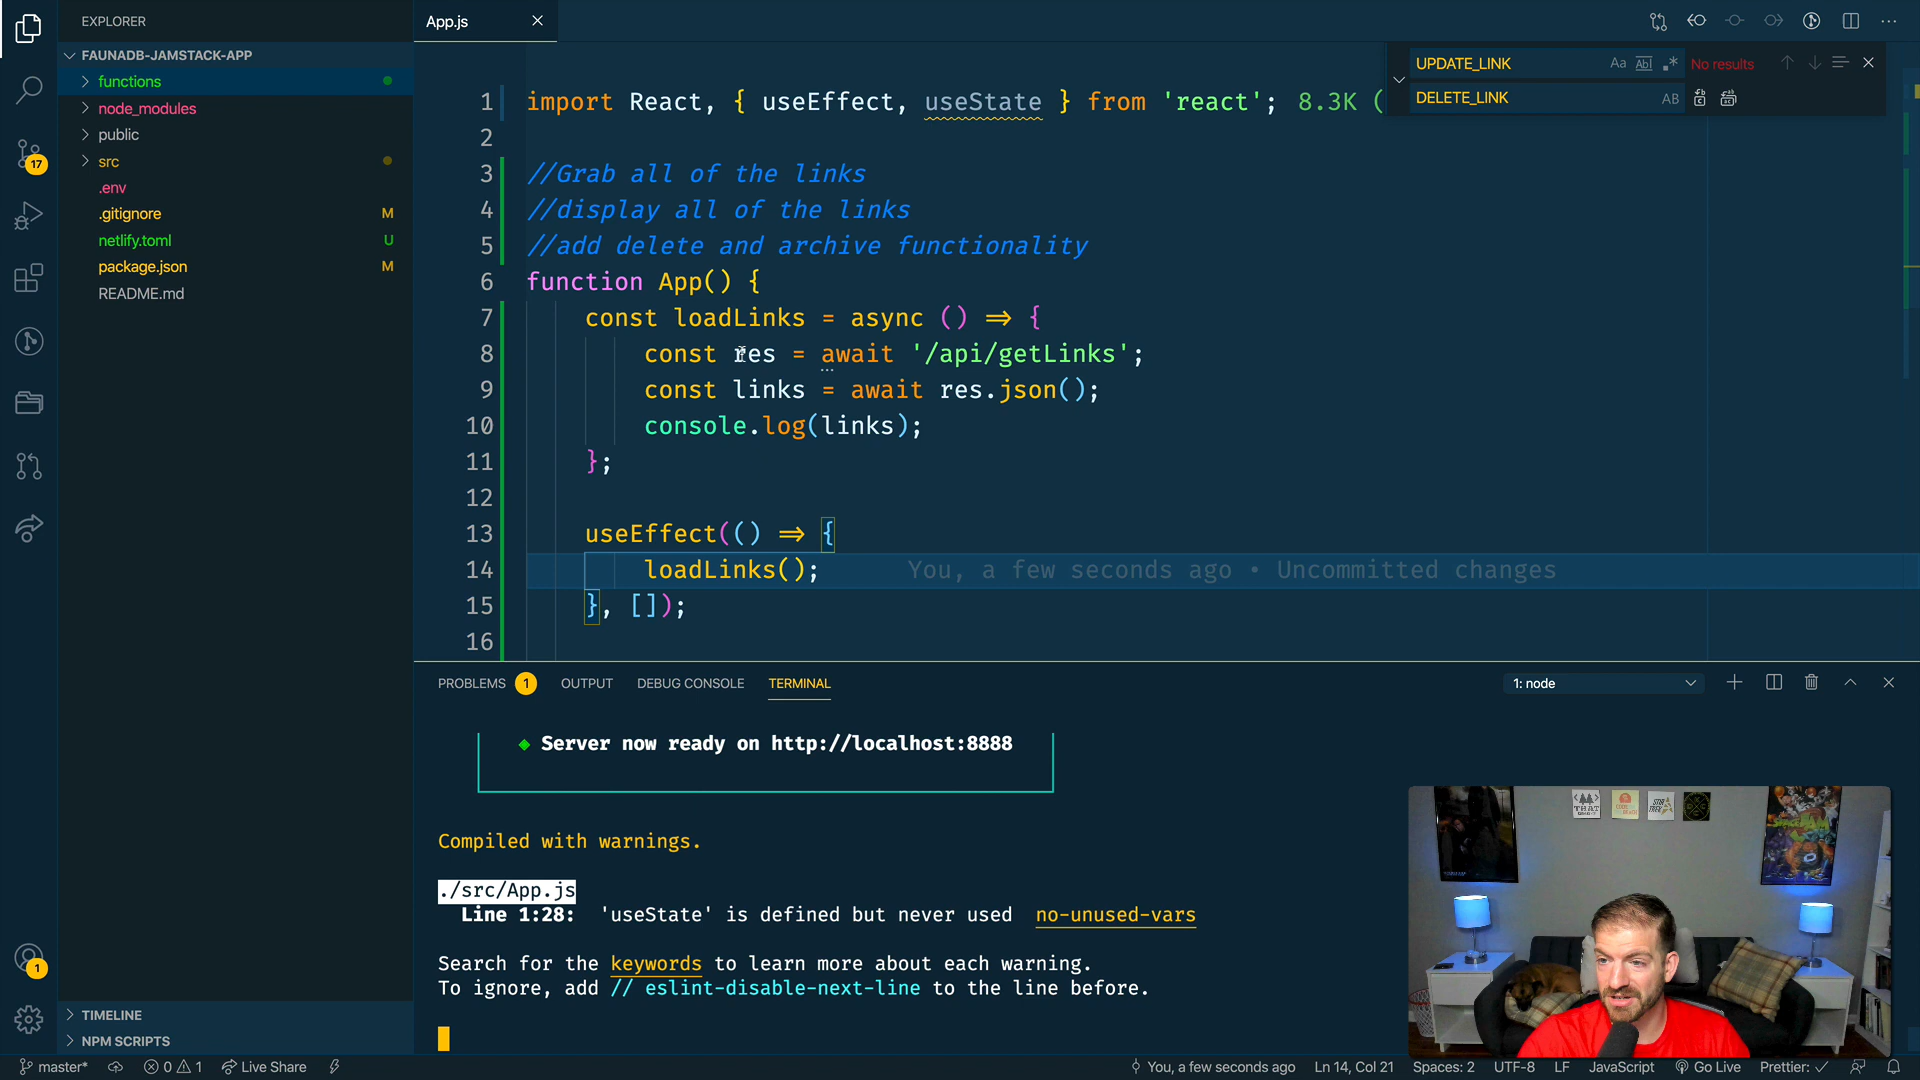 EXPLORER
FAUNADB-JAMSTACK-APP
functions
node_modules
public
src
.env
.gitignore M
netlify.toml U
package.json M
README.md
TIMELINE
NPM SCRIPTS
17
1
App.js
UPDATE_LINK Aa Abl .* No results
DELETE_LINK AB
1 import React, { useEffect, useState } from 'react'; 8.3K (
2
3 //Grab all of the links
4 //display all of the links
5 //add delete and archive functionality
6 function App() {
7 const loadLinks = async () => {
8 const res = await '/api/getLinks';
9 const links = await res.json();
10 console.log(links);
11 };
12
13 useEffect(() => {
14 loadLinks(); You, a few seconds ago • Uncommitted changes
15 }, []);
16
PROBLEMS 1 OUTPUT DEBUG CONSOLE TERMINAL 1: node
Server now ready on http://localhost:8888
Compiled with warnings.
./src/App.js
Line 1:28: 'useState' is defined but never used no-unused-vars
Search for the keywords to learn more about each warning.
To ignore, add // eslint-disable-next-line to the line before.
THAT
STAR TREK
master* 0 1 Live Share You, a few seconds ago Ln 14, Col 21 Spaces: 2 UTF-8 LF JavaScript Go Live Prettier: ✓